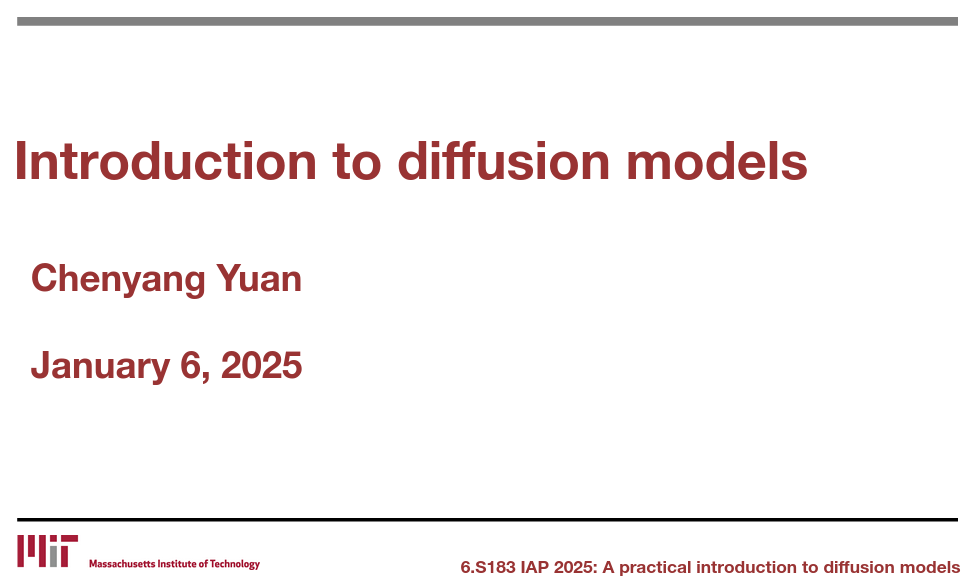 Introduction to diffusion models
Chenyang Yuan
January 6, 2025
MIT
Massachusetts Institute of Technology
6.S183 IAP 2025: A practical introduction to diffusion models